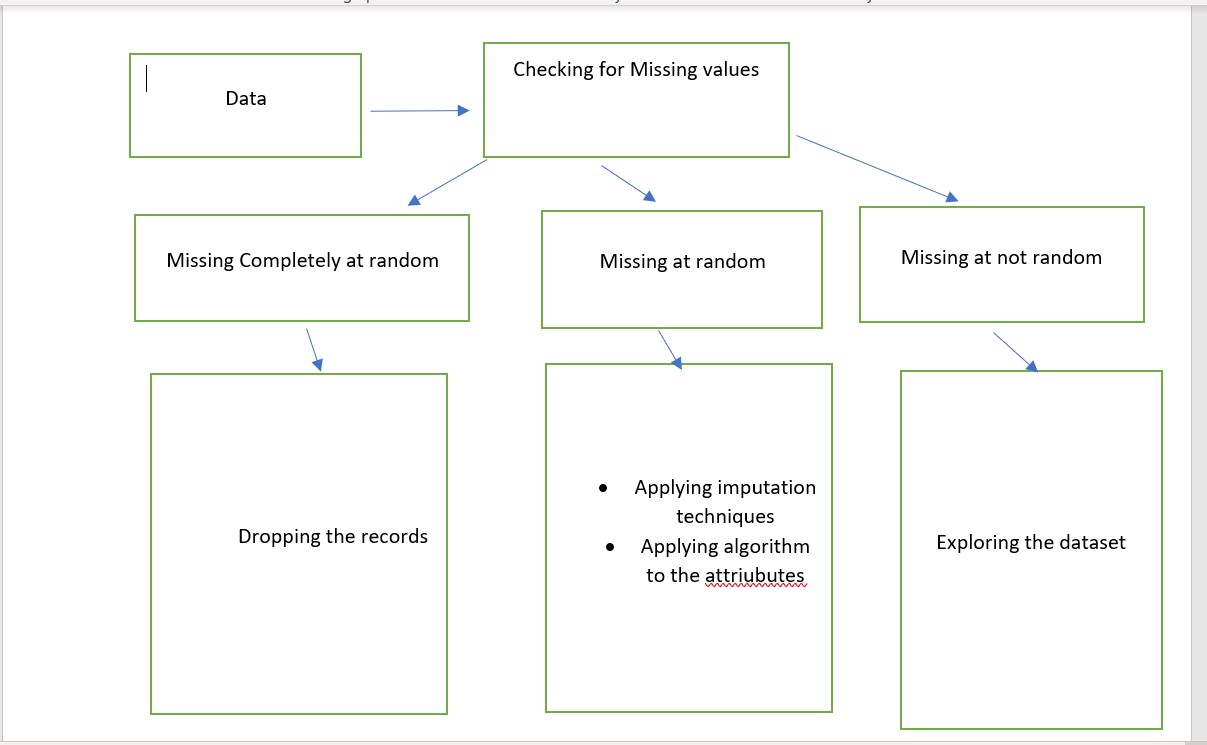 Data
Checking for Missing values
Missing Completely at random
Missing at random
Missing at not random
Dropping the records
• Applying imputation
techniques
• Applying algorithm
to the attriubutes
Exploring the dataset